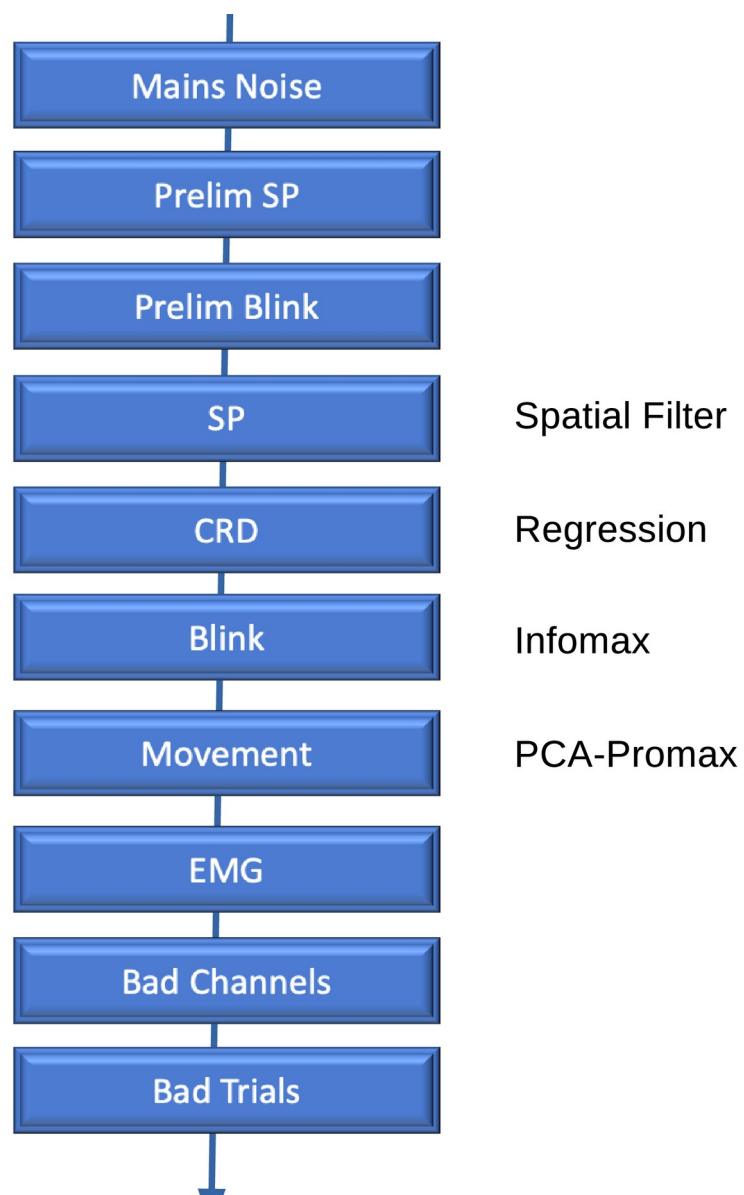 Mains Noise
Prelim SP
Prelim Blink
SP
Spatial Filter
CRD
Regression
Blink
Infomax
Movement
PCA-Promax
EMG
Bad Channels
Bad Trials